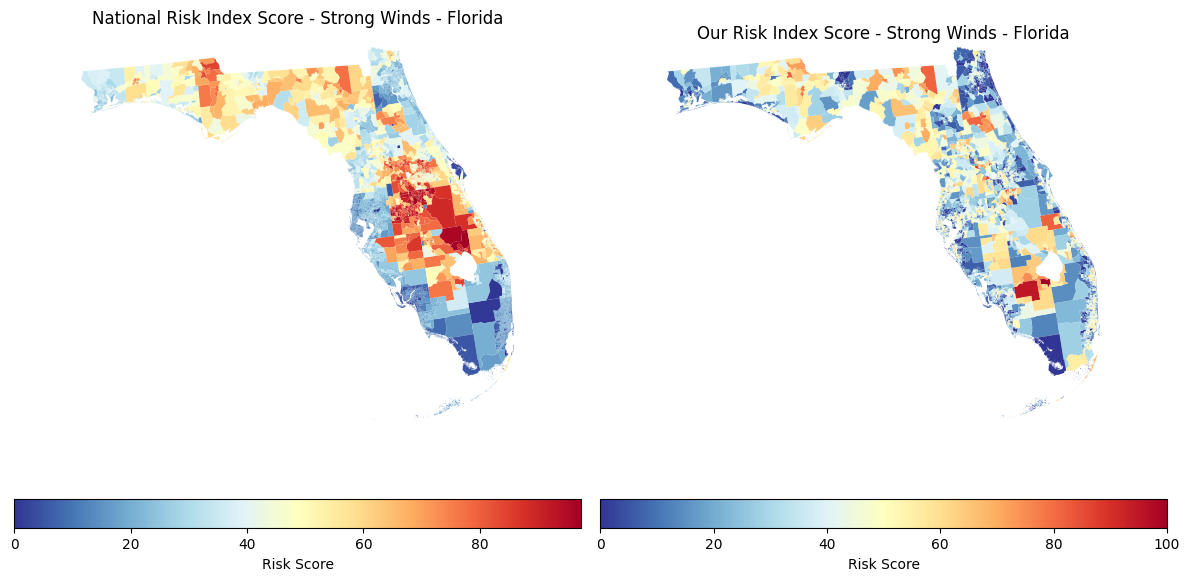 National Risk Index Score - Strong Winds - Florida
Our Risk Index Score - Strong Winds - Florida
0 20 40 60 80
Risk Score
0 20 40 60 80 100
Risk Score